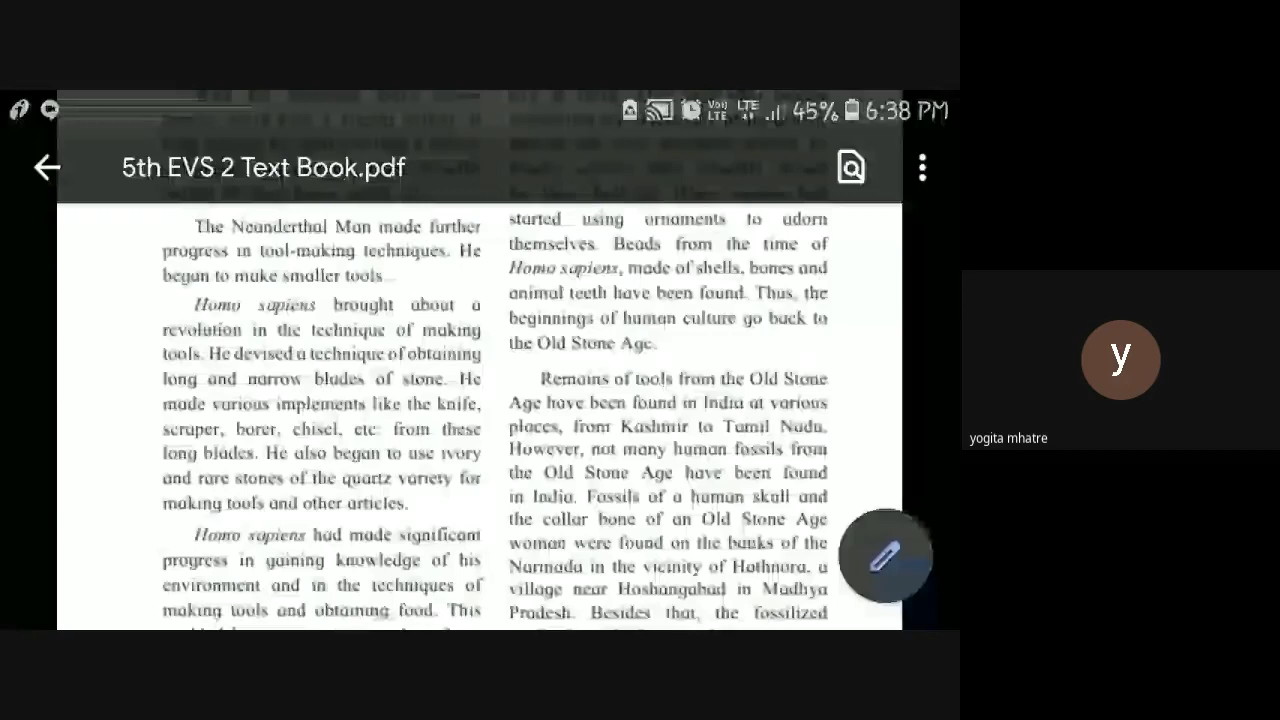 VoLTE LTE 45% 6:38 PM
5th EVS 2 Text Book.pdf
The Neanderthal Man made further
progress in tool-making techniques. He
began to make smaller tools.
Homo sapiens brought about a
revolution in the technique of making
tools. He devised a technique of obtaining
long and narrow blades of stone. He
made various implements like the knife,
scraper, borer, chisel, etc. from these
long blades. He also began to use ivory
and rare stones of the quartz variety for
making tools and other articles.
Homo sapiens had made significant
progress in gaining knowledge of his
environment and in the techniques of
making tools and obtaining food. This
started using ornaments to adorn
themselves. Beads from the time of
Homo sapiens, made of shells, bones and
animal teeth have been found. Thus, the
beginnings of human culture go back to
the Old Stone Age.
Remains of tools from the Old Stone
Age have been found in India at various
places, from Kashmir to Tamil Nadu.
However, not many human fossils from
the Old Stone Age have been found
in India. Fossils of a human skull and
the collar bone of an Old Stone Age
woman were found on the banks of the
Narmada in the vicinity of Hathnora, a
village near Hoshangabad in Madhya
Pradesh. Besides that, the fossilized
y
yogita mhatre